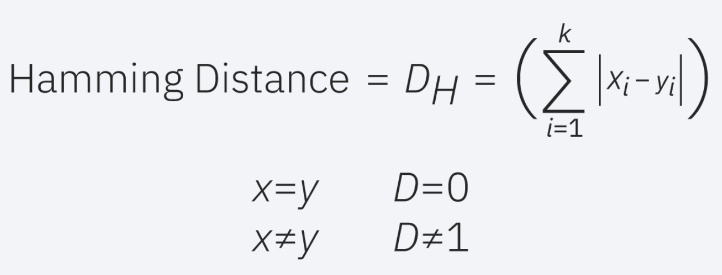 Hamming Distance = D_H = (∑_{i=1}^{k} |x_i − y_i|)
x=y D=0
x≠y D≠1